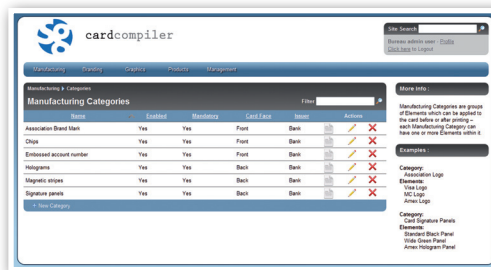 cardcompiler
Site Search
Bureau admin user : Profile
Click here to Logout
Manufacturing Branding Graphics Products Management
Manufacturing Categories
Manufacturing Categories Filter
Name Enabled Mandatory Card Face Issuer Actions
Association Brand Mark Yes Yes Front Bank
Chips Yes Yes Front Bank
Embossed account number Yes Yes Front Bank
Holograms Yes Yes Back Bank
Magnetic stripes Yes Yes Back Bank
Signature panels Yes Yes Back Bank
+ New Category
More Info :
Manufacturing Categories are groups
of Elements which can be applied to
the card before or after printing –
each Manufacturing Category can
have one or more Elements within it
Examples :
Category:
Association Logo
Elements:
Visa Logo
MC Logo
Amex Logo
Category:
Card Signature Panels
Elements:
Standard Black Panel
Wide Green Panel
Amex Hologram Panel